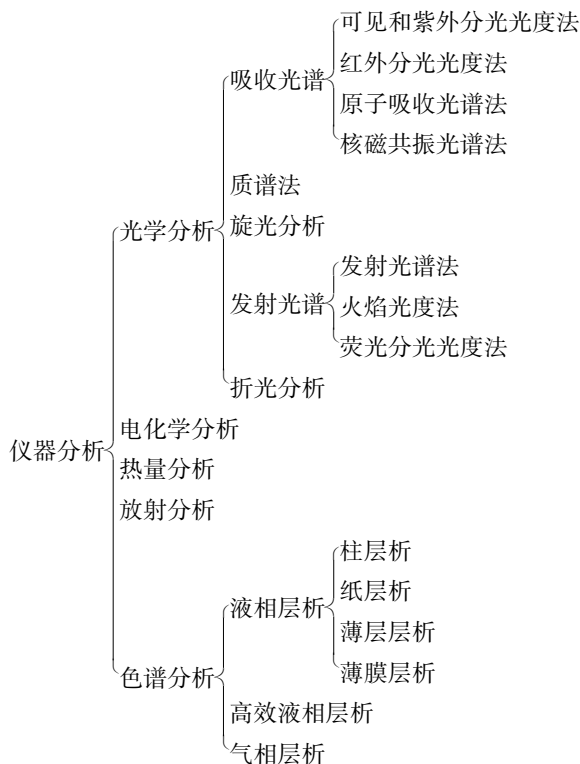 可见和紫外分光光度法
吸收光谱
红外分光光度法
原子吸收光谱法
核磁共振光谱法
质谱法
光学分析
旋光分析
发射光谱法
发射光谱
火焰光度法
荧光分光光度法
折光分析
仪器分析
电化学分析
热量分析
放射分析
柱层析
液相层析
纸层析
薄层层析
色谱分析
薄膜层析
高效液相层析
气相层析